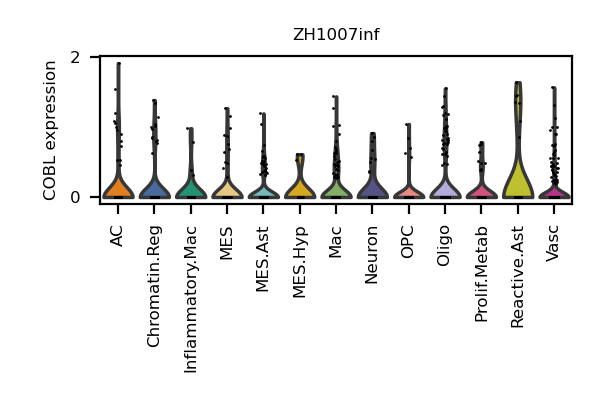 ZH1007inf
COBL expression
2
0
AC
Chromatin.Reg
Inflammatory.Mac
MES
MES.Ast
MES.Hyp
Mac
Neuron
OPC
Oligo
Prolif.Metab
Reactive.Ast
Vasc